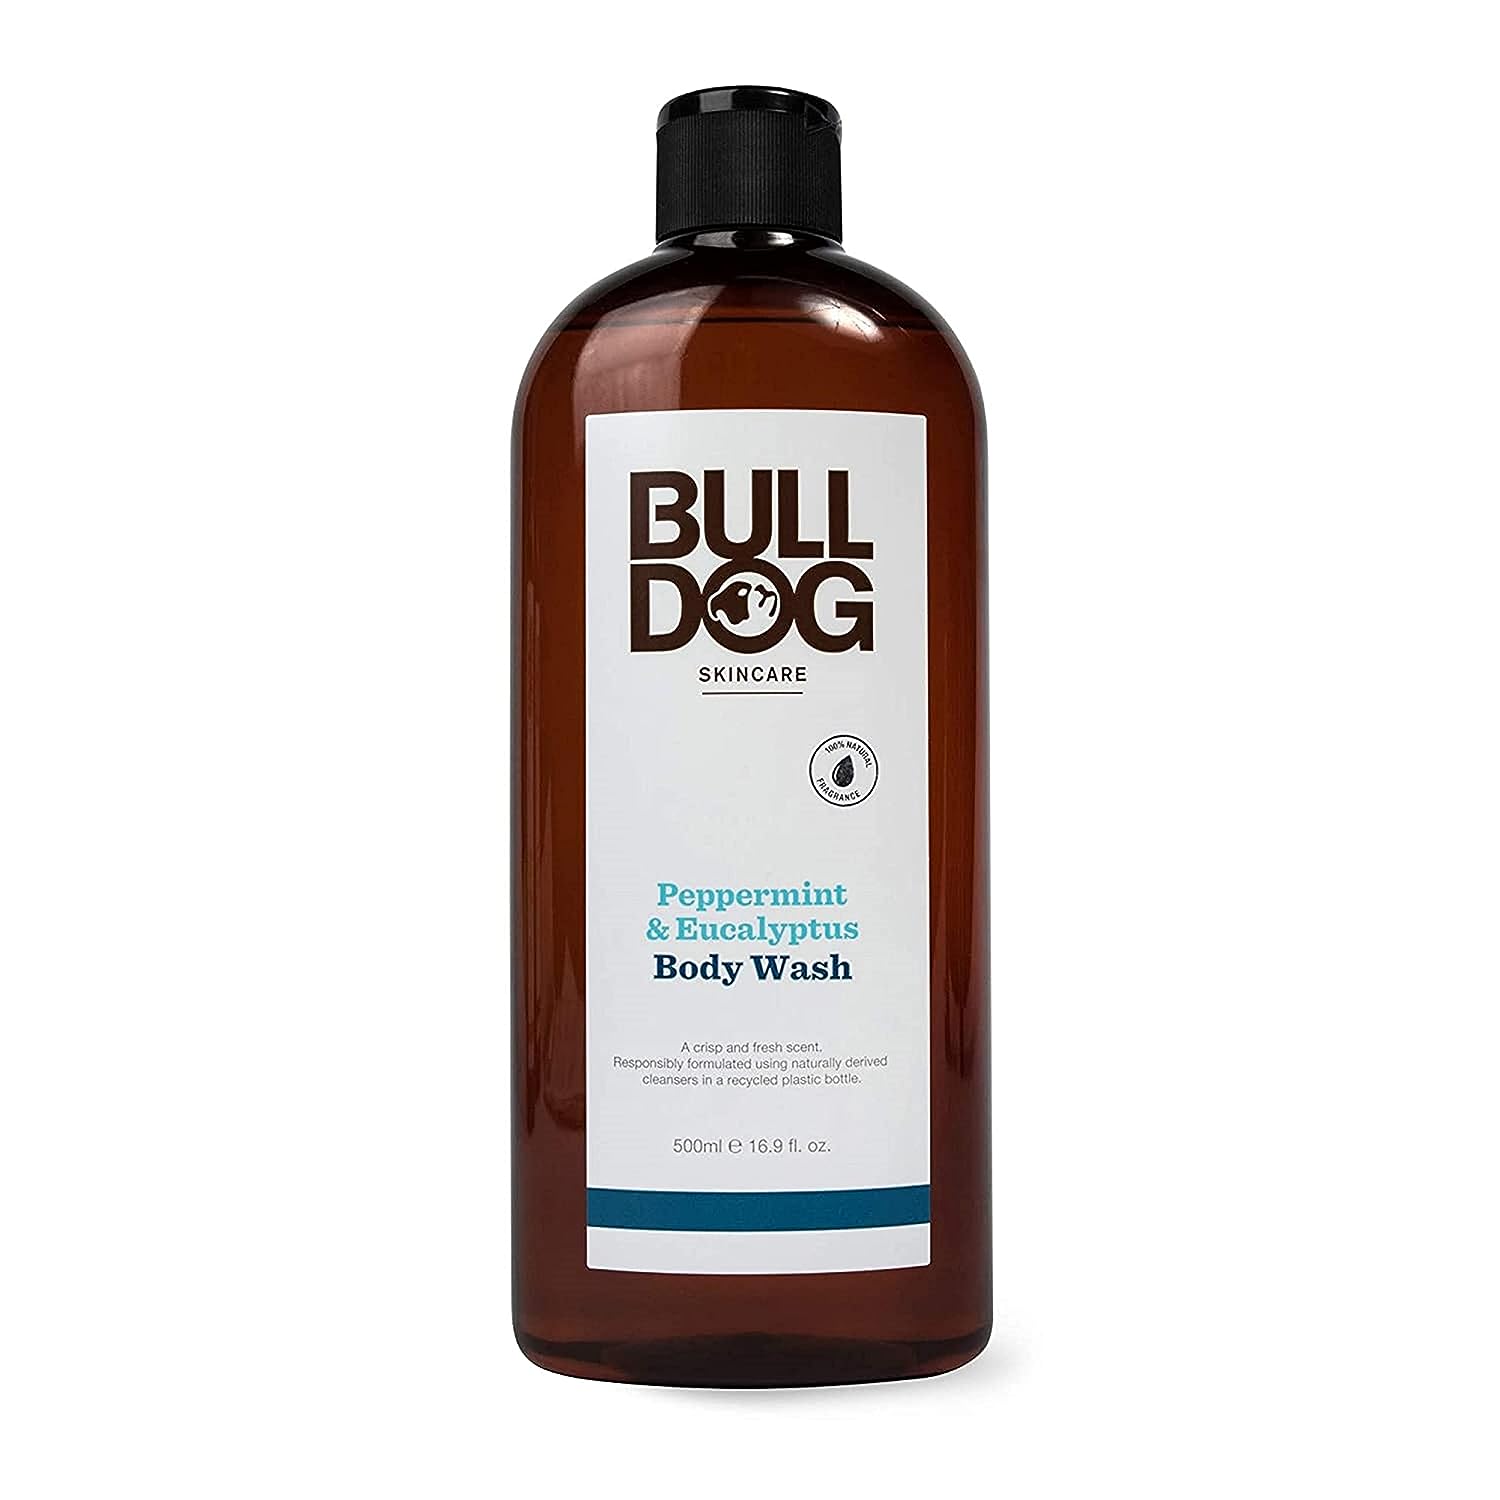 BULL
DOG
SKINCARE
100% NATURAL
FRAGRANCE
Peppermint
& Eucalyptus
Body Wash
A crisp and fresh scent.
Responsibly formulated using naturally derived
cleansers in a recycled plastic bottle.
500ml ℮ 16.9 fl. oz.